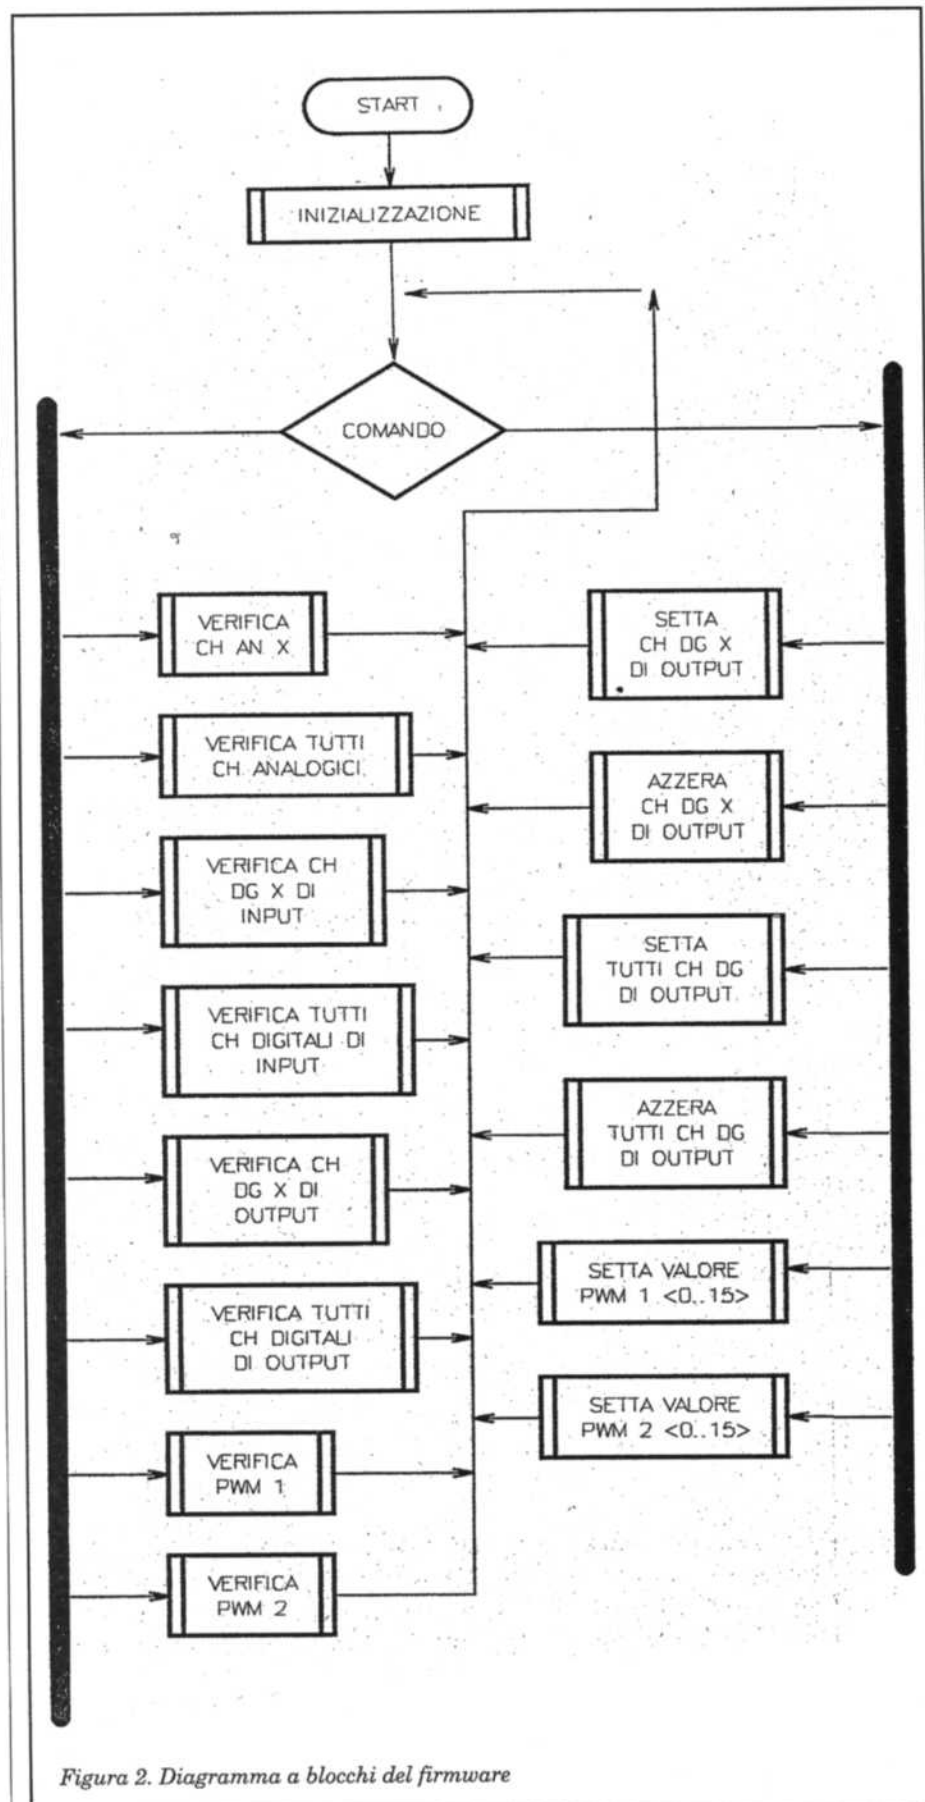 START
INIZIALIZZAZIONE
COMANDO
VERIFICA
CH AN X
VERIFICA TUTTI
CH ANALOGICI
VERIFICA CH
DG X DI
INPUT
VERIFICA TUTTI
CH DIGITALI DI
INPUT
VERIFICA CH
DG X DI
OUTPUT
VERIFICA TUTTI
CH DIGITALI
DI OUTPUT
VERIFICA
PWM 1
VERIFICA
PWM 2
SETTA
CH DG X
DI OUTPUT
AZZERA
CH DG X
DI OUTPUT
SETTA
TUTTI CH DG
DI OUTPUT
AZZERA
TUTTI CH DG
DI OUTPUT
SETTA VALORE
PWM 1 <0..15>
SETTA VALORE
PWM 2 <0..15>
Figura 2. Diagramma a blocchi del firmware